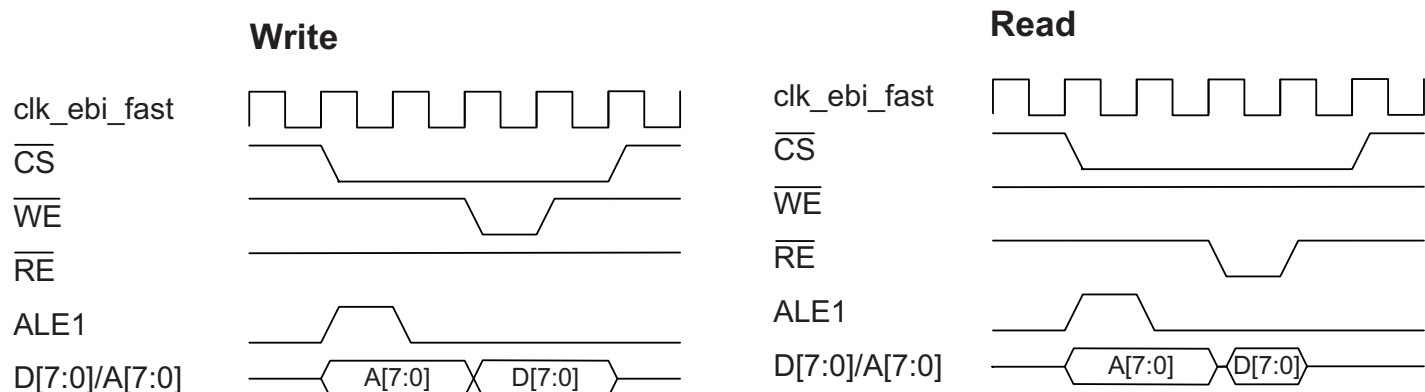 Write
clk_ebi_fast
CS
WE
RE
ALE1
D[7:0]/A[7:0]
A[7:0]
D[7:0]
Read
clk_ebi_fast
CS
WE
RE
ALE1
D[7:0]/A[7:0]
A[7:0]
D[7:0]